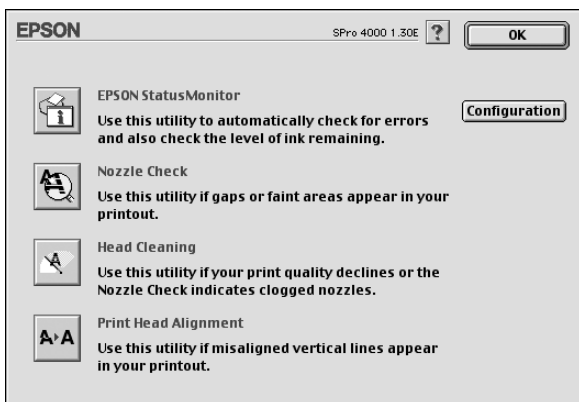 EPSON
SPro 4000 1.30E ? OK
EPSON StatusMonitor
Use this utility to automatically check for errors
and also check the level of ink remaining.
Configuration
Nozzle Check
Use this utility if gaps or faint areas appear in your
printout.
Head Cleaning
Use this utility if your print quality declines or the
Nozzle Check indicates clogged nozzles.
A A
Print Head Alignment
Use this utility if misaligned vertical lines appear
in your printout.